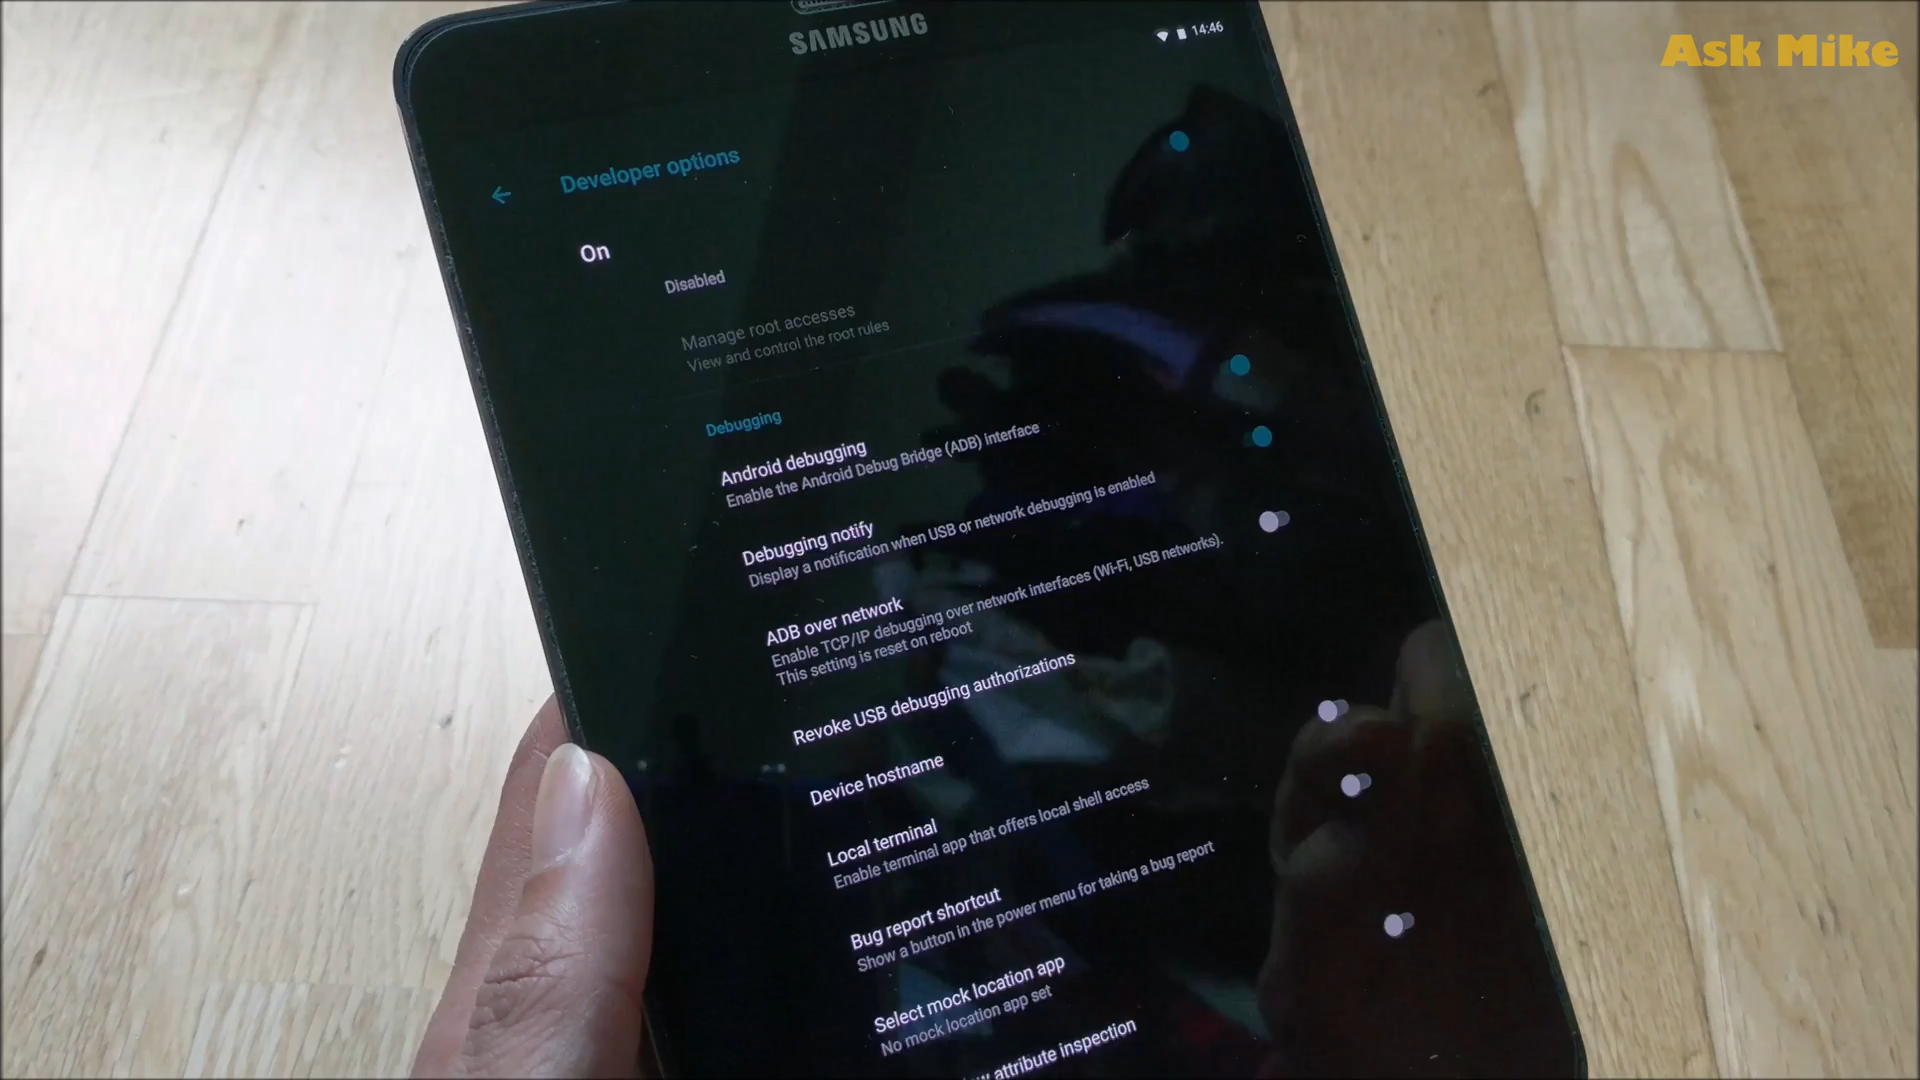 Ask Mike
SAMSUNG
14:46
Developer options
On
Disabled
Manage root accesses
View and control the root rules
Debugging
Android debugging
Enable the Android Debug Bridge (ADB) interface
Debugging notify
Display a notification when USB or network debugging is enabled
ADB over network
Enable TCP/IP debugging over network interfaces (Wi-Fi, USB networks).
This setting is reset on reboot
Revoke USB debugging authorizations
Device hostname
Local terminal
Enable terminal app that offers local shell access
Bug report shortcut
Show a button in the power menu for taking a bug report
Select mock location app
No mock location app set
attribute inspection